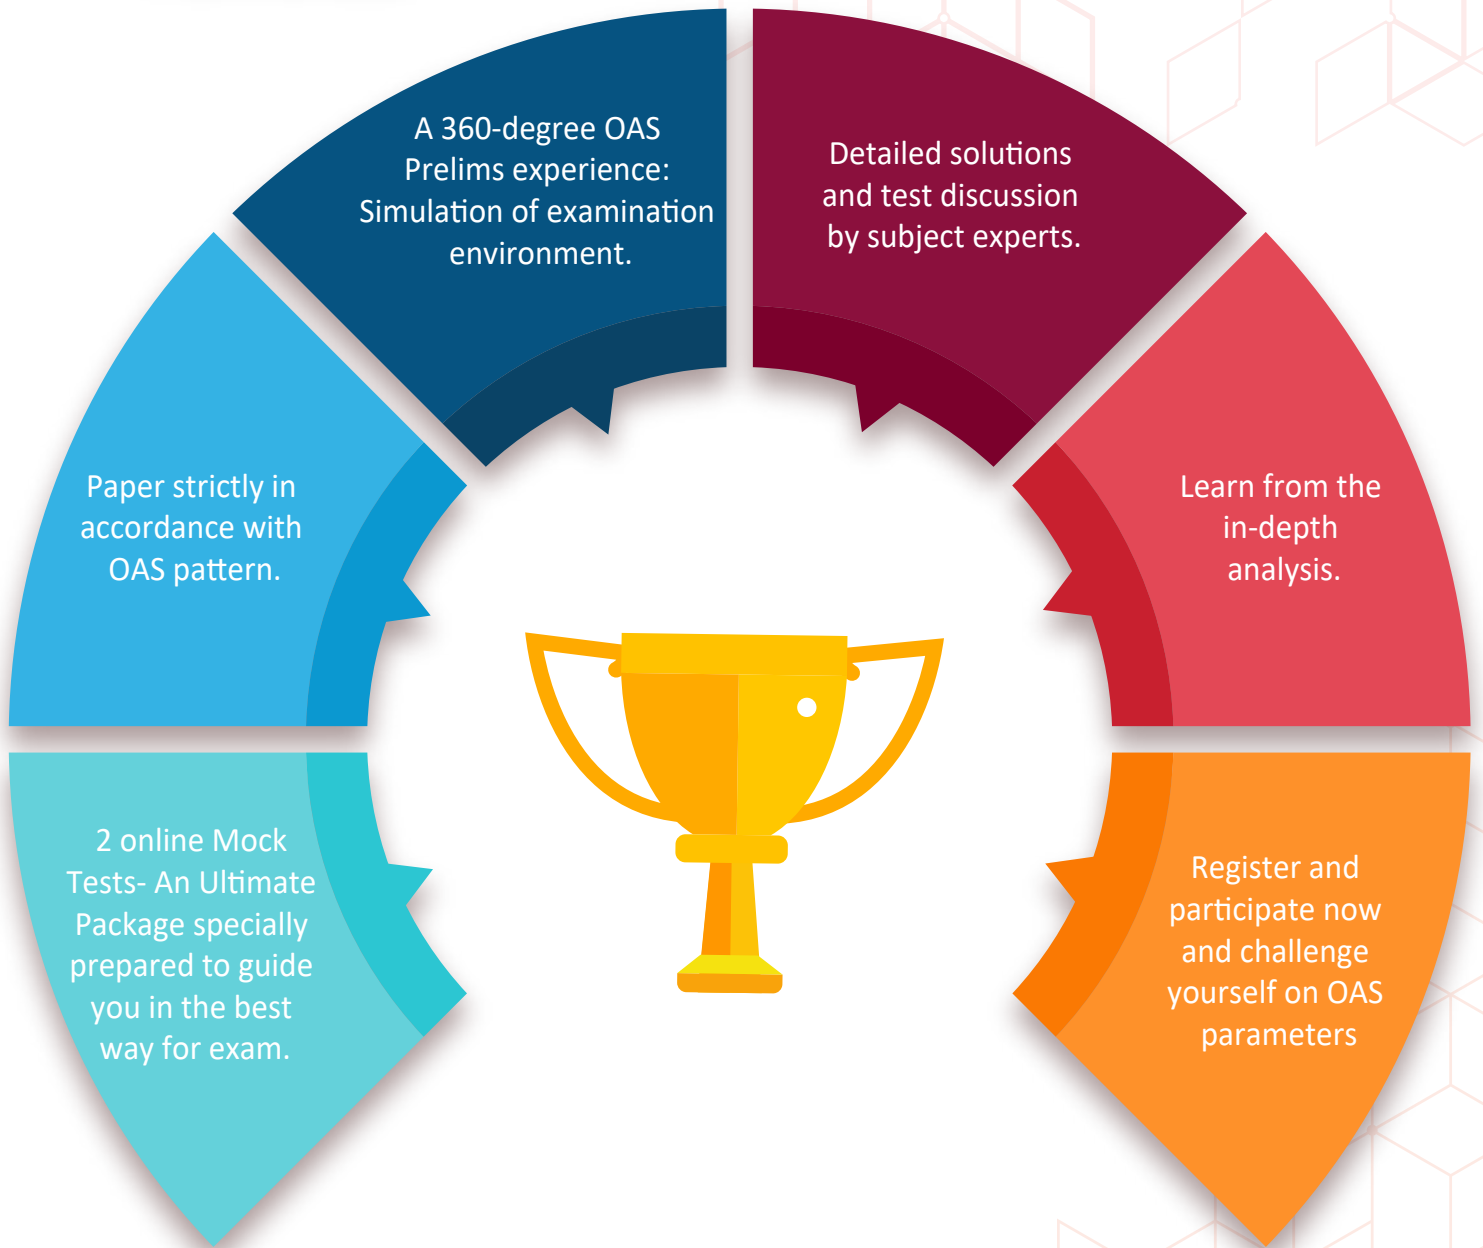 2 online Mock
Tests- An Ultimate
Package specially
prepared to guide
you in the best
way for exam.
Paper strictly in
accordance with
OAS pattern.
A 360-degree OAS
Prelims experience:
Simulation of examination
environment.
Detailed solutions
and test discussion
by subject experts.
Learn from the
in-depth
analysis.
Register and
participate now
and challenge
yourself on OAS
parameters